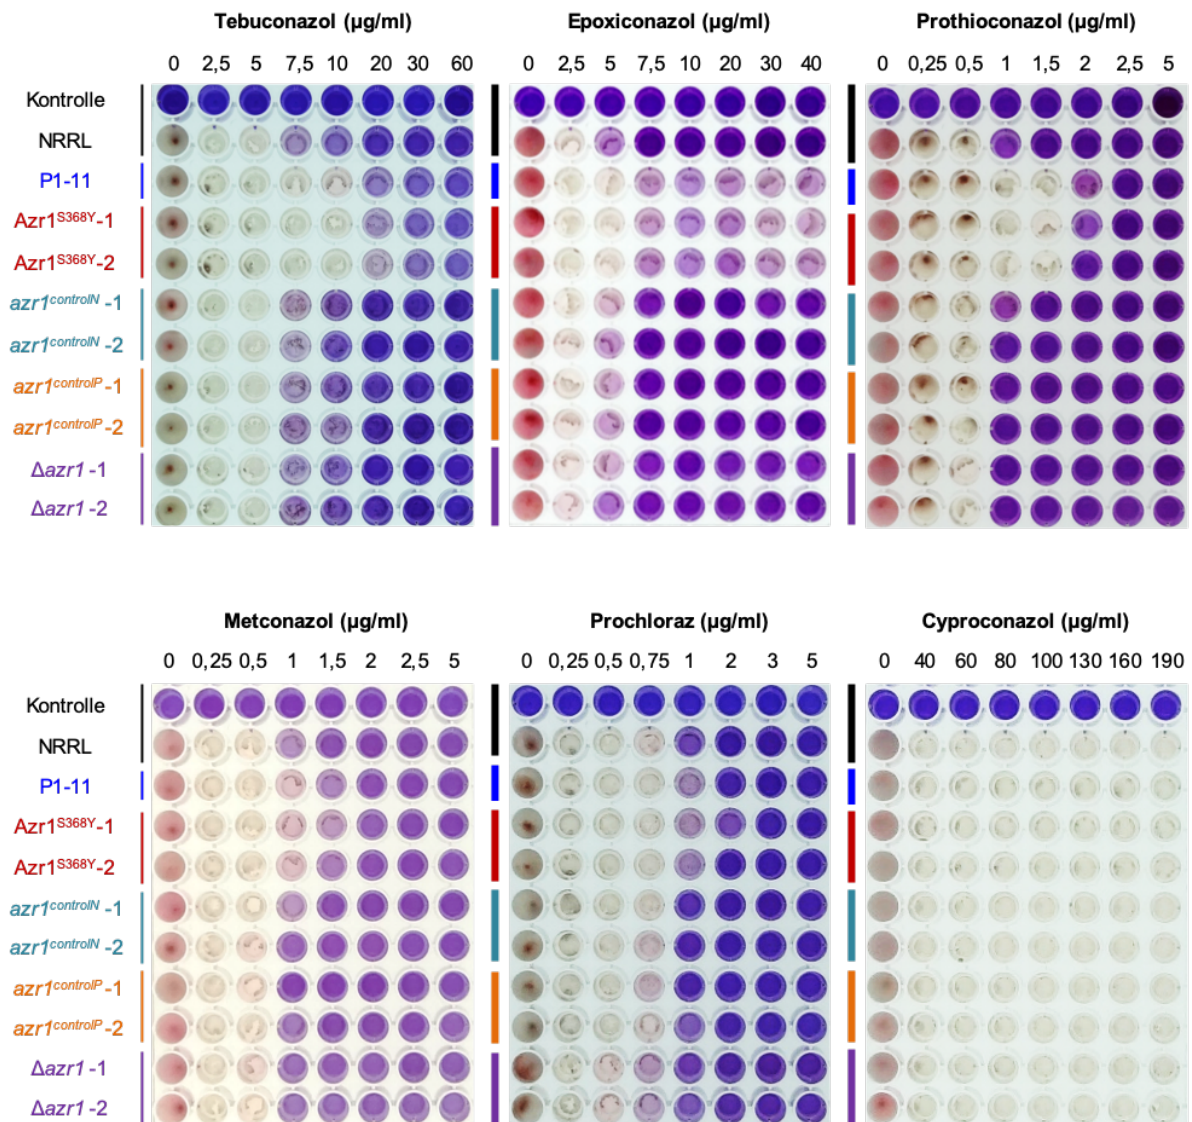 Tebuconazol (µg/ml) Epoxiconazol (µg/ml) Prothioconazol (µg/ml)
0 2,5 5 7,5 10 20 30 60 0 2,5 5 7,5 10 20 30 40 0 0,25 0,5 1 1,5 2 2,5 5
Kontrolle
NRRL
P1-11
Azr1S368Y-1
Azr1S368Y-2
azr1controlN-1
azr1controlN-2
azr1controlP-1
azr1controlP-2
Δazr1-1
Δazr1-2
Metconazol (µg/ml) Prochloraz (µg/ml) Cyproconazol (µg/ml)
0 0,25 0,5 1 1,5 2 2,5 5 0 0,25 0,5 0,75 1 2 3 5 0 40 60 80 100 130 160 190
Kontrolle
NRRL
P1-11
Azr1S368Y-1
Azr1S368Y-2
azr1controlN-1
azr1controlN-2
azr1controlP-1
azr1controlP-2
Δazr1-1
Δazr1-2